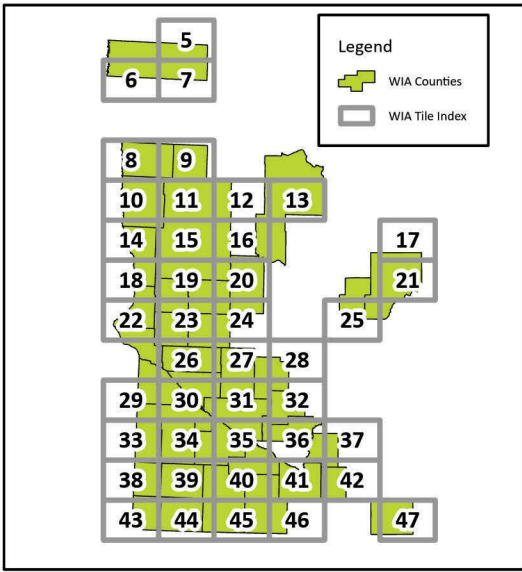 5
Legend
WIA Counties
6 7
WIA Tile Index
8 9
10 11 12 13
14 15 16 17
18 19 20 21
22 23 24 25
26 27 28
29 30 31 32
33 34 35 36 37
38 39 40 41 42
43 44 45 46 47